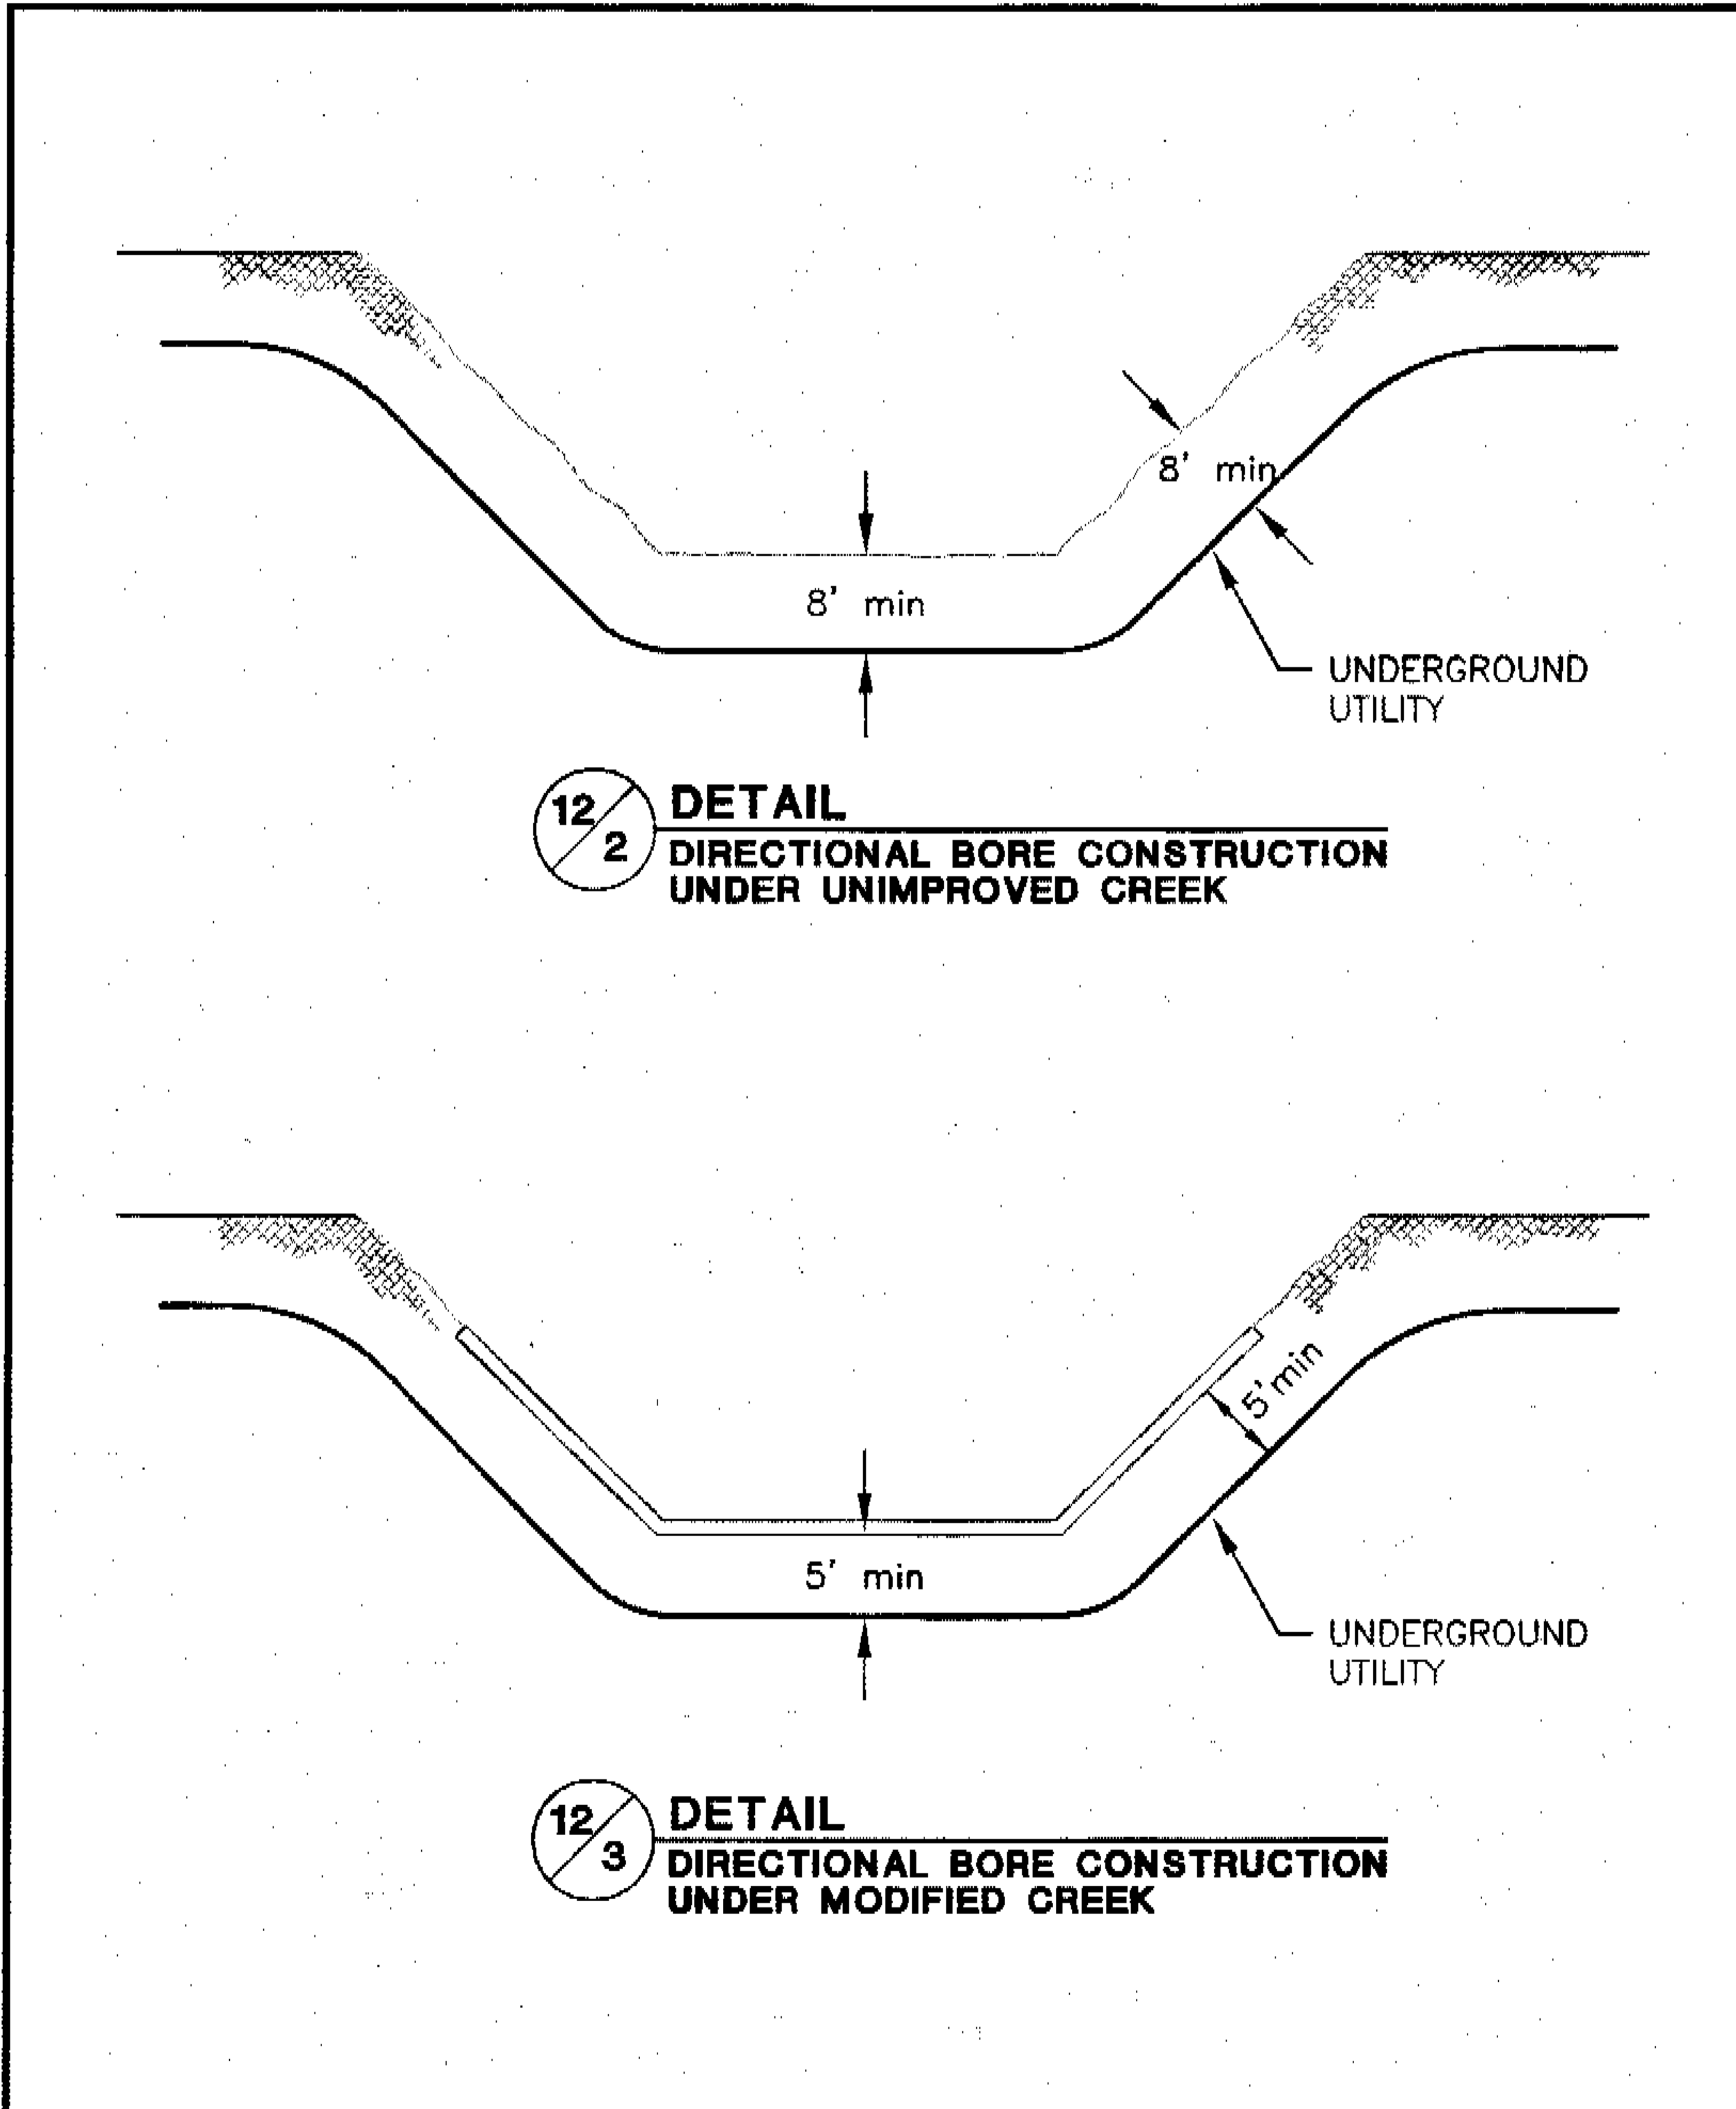 8' min
8' min
UNDERGROUND
UTILITY
12
2
DETAIL
DIRECTIONAL BORE CONSTRUCTION
UNDER UNIMPROVED CREEK
5' min
5' min
UNDERGROUND
UTILITY
12
3
DETAIL
DIRECTIONAL BORE CONSTRUCTION
UNDER MODIFIED CREEK